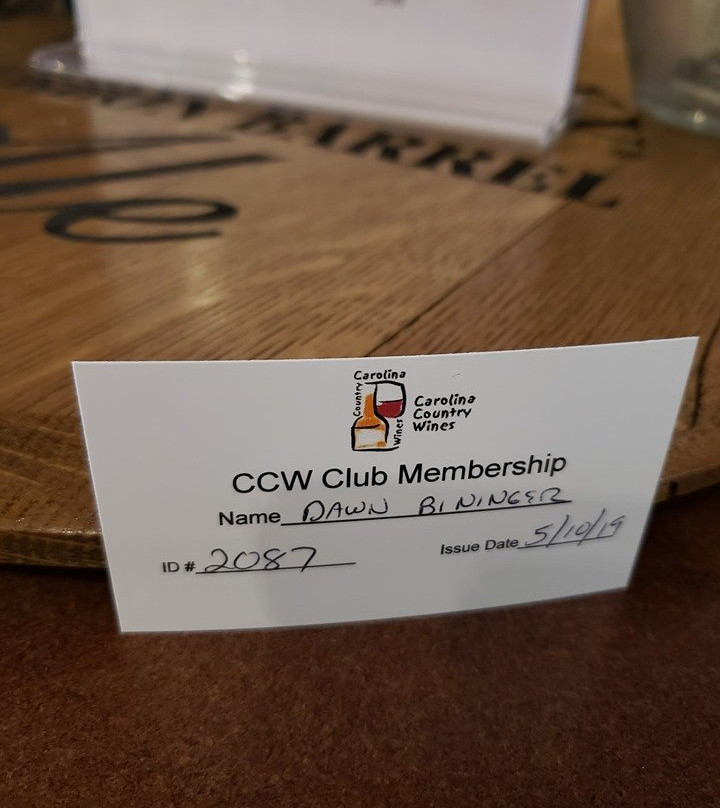 BARREL
Carolina
Country
Wines
Carolina
Country
Wines
CCW Club Membership
Name DAWN BININGER
ID # 2087
Issue Date 5/10/19